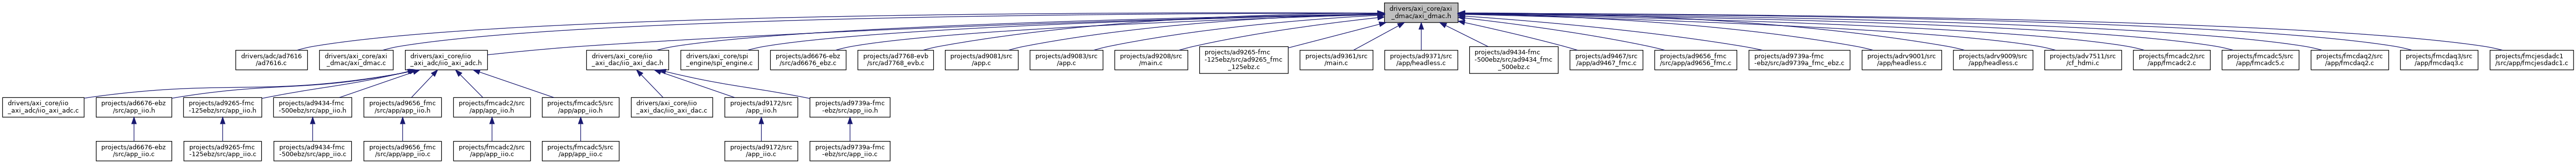 drivers/axi_core/axi
_dmac/axi_dmac.h
drivers/adc/ad7616
/ad7616.c
drivers/axi_core/axi
_dmac/axi_dmac.c
drivers/axi_core/iio
_axi_adc/iio_axi_adc.h
drivers/axi_core/iio
_axi_dac/iio_axi_dac.h
drivers/axi_core/spi
_engine/spi_engine.c
projects/ad6676-ebz
/src/ad6676_ebz.c
projects/ad7768-evb
/src/ad7768_evb.c
projects/ad9081/src
/app.c
projects/ad9083/src
/app.c
projects/ad9208/src
/main.c
projects/ad9265-fmc
-125ebz/src/ad9265_fmc
_125ebz.c
projects/ad9361/src
/main.c
projects/ad9371/src
/app/headless.c
projects/ad9434-fmc
-500ebz/src/ad9434_fmc
_500ebz.c
projects/ad9467/src
/app/ad9467_fmc.c
projects/ad9656_fmc
/src/app/ad9656_fmc.c
projects/ad9739a-fmc
-ebz/src/ad9739a_fmc_ebz.c
projects/adrv9001/src
/app/headless.c
projects/adrv9009/src
/app/headless.c
projects/adv7511/src
/cf_hdmi.c
projects/fmcadc2/src
/app/fmcadc2.c
projects/fmcadc5/src
/app/fmcadc5.c
projects/fmcdaq2/src
/app/fmcdaq2.c
projects/fmcdaq3/src
/app/fmcdaq3.c
projects/fmcjesdadc1
/src/app/fmcjesdadc1.c
drivers/axi_core/iio
_axi_adc/iio_axi_adc.c
projects/ad6676-ebz
/src/app_iio.h
projects/ad9265-fmc
-125ebz/src/app_iio.h
projects/ad9434-fmc
-500ebz/src/app_iio.h
projects/ad9656_fmc
/src/app/app_iio.h
projects/fmcadc2/src
/app/app_iio.h
projects/fmcadc5/src
/app/app_iio.h
drivers/axi_core/iio
_axi_dac/iio_axi_dac.c
projects/ad9172/src
/app_iio.h
projects/ad9739a-fmc
-ebz/src/app_iio.h
projects/ad6676-ebz
/src/app_iio.c
projects/ad9265-fmc
-125ebz/src/app_iio.c
projects/ad9434-fmc
-500ebz/src/app_iio.c
projects/ad9656_fmc
/src/app/app_iio.c
projects/fmcadc2/src
/app/app_iio.c
projects/fmcadc5/src
/app/app_iio.c
projects/ad9172/src
/app_iio.c
projects/ad9739a-fmc
-ebz/src/app_iio.c